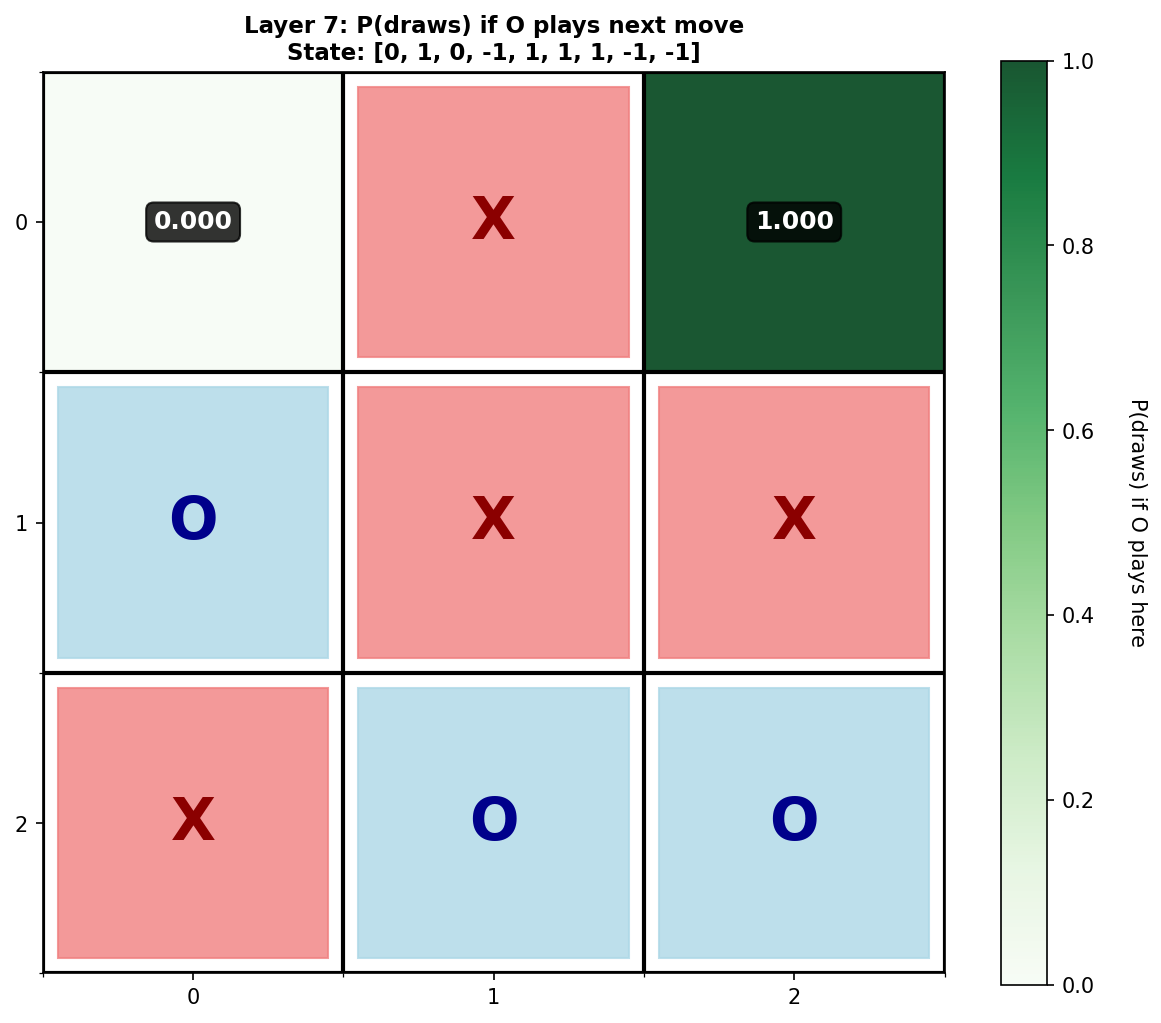 Layer 7: P(draws) if O plays next move
State: [0, 1, 0, -1, 1, 1, 1, -1, -1]
0.000
X
1.000
O
X
X
X
O
O
0
1
2
0
1
2
1.0
0.8
0.6
0.4
0.2
0.0
P(draws) if O plays here